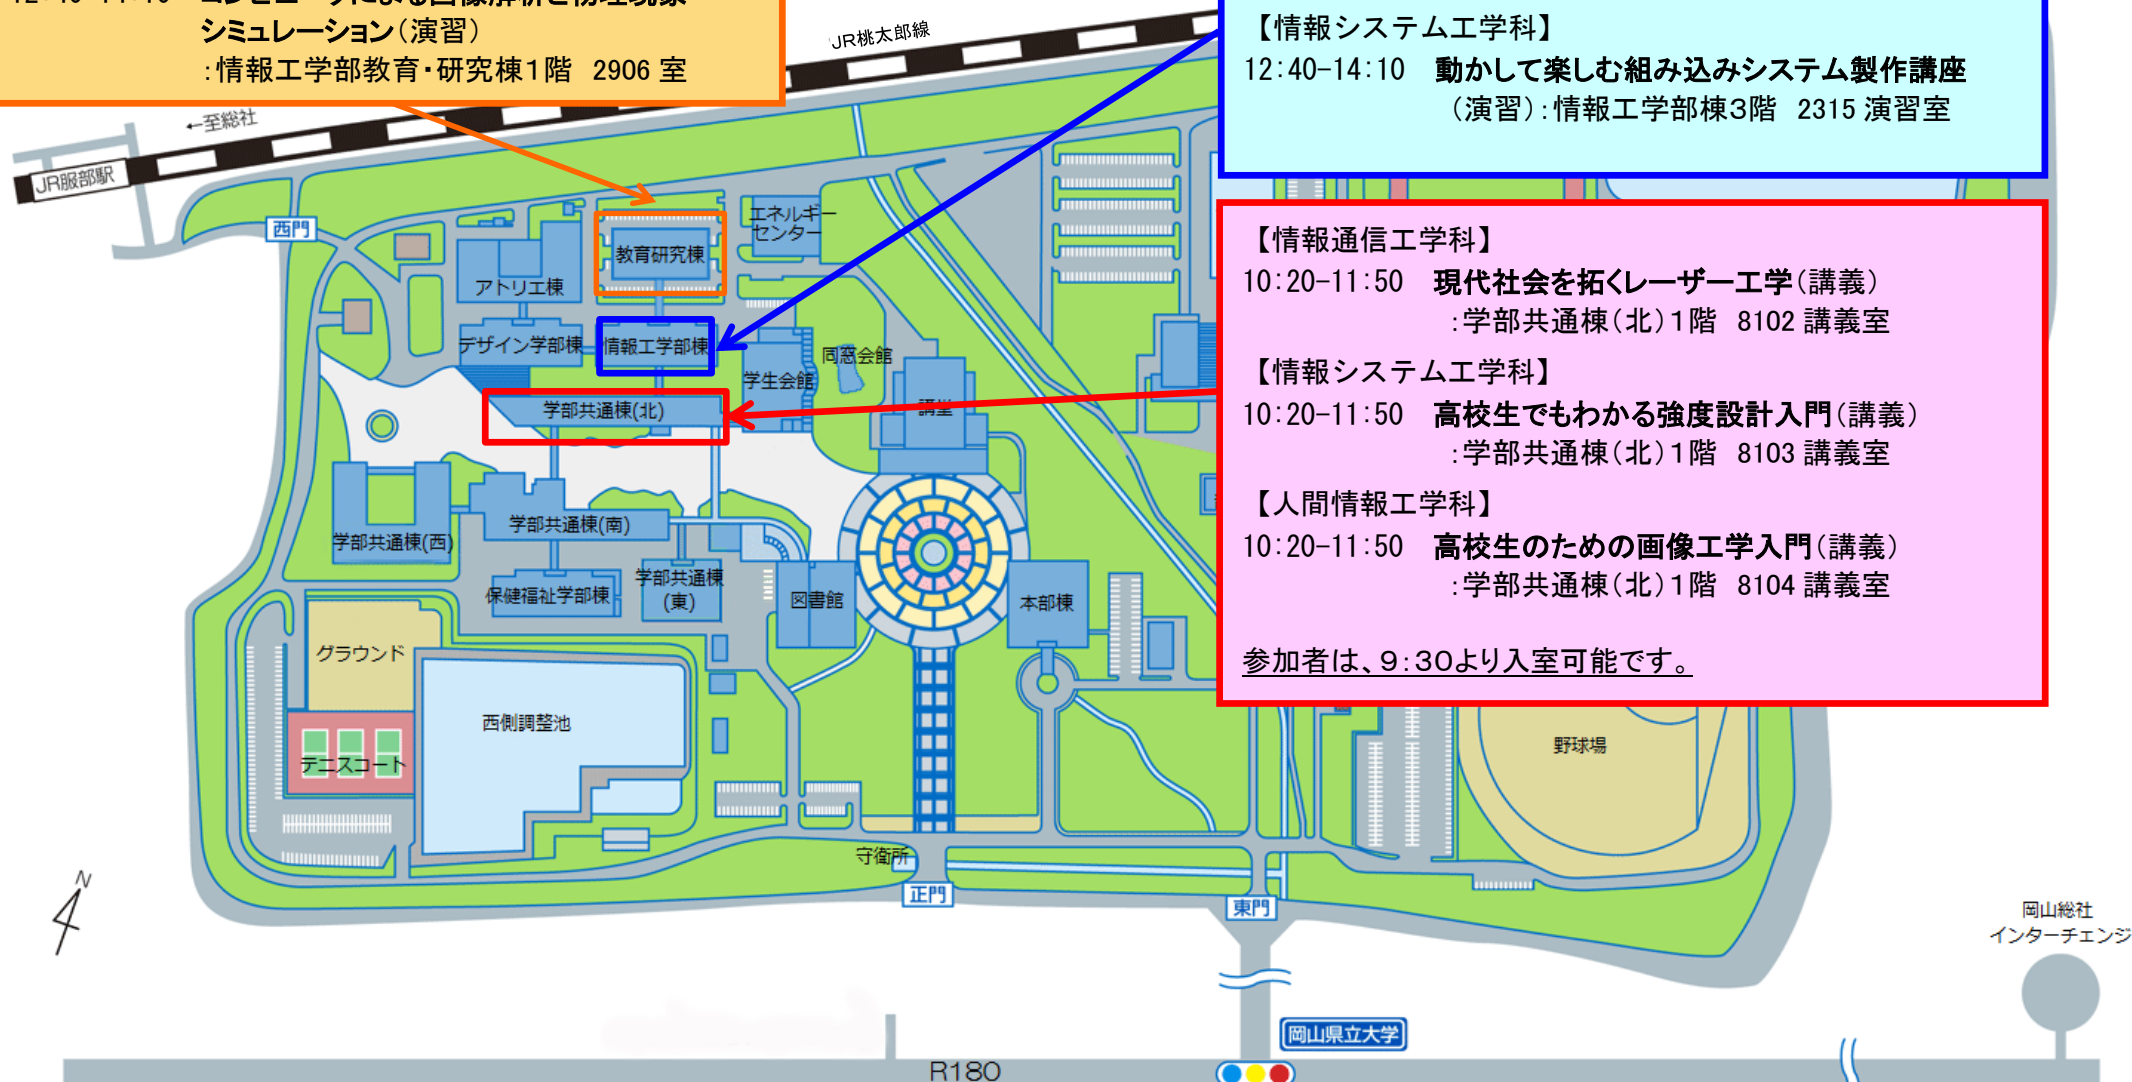 シミュレーション（演習）
：情報工学部教育・研究棟１階　2906 室
【情報システム工学科】
12：40－14：10　動かして楽しむ組み込みシステム製作講座
（演習）：情報工学部棟３階　2315 演習室
【情報通信工学科】
10：20－11：50　現代社会を拓くレーザー工学（講義）
：学部共通棟（北）１階　8102 講義室
【情報システム工学科】
10：20－11：50　高校生でもわかる強度設計入門（講義）
：学部共通棟（北）１階　8103 講義室
【人間情報工学科】
10：20－11：50　高校生のための画像工学入門（講義）
：学部共通棟（北）１階　8104 講義室
参加者は、９：３０より入室可能です。
JR桃太郎線
←至総社
JR服部駅
西門
エネルギー
センター
教育研究棟
アトリエ棟
デザイン学部棟
情報工学部棟
同窓会館
学生会館
学部共通棟(北)
講堂
学部共通棟(南)
学部共通棟(西)
学部共通棟
(東)
保健福祉学部棟
図書館
本部棟
グラウンド
西側調整池
テニスコート
野球場
守衛所
正門
東門
N
岡山総社
インターチェンジ
岡山県立大学
R180